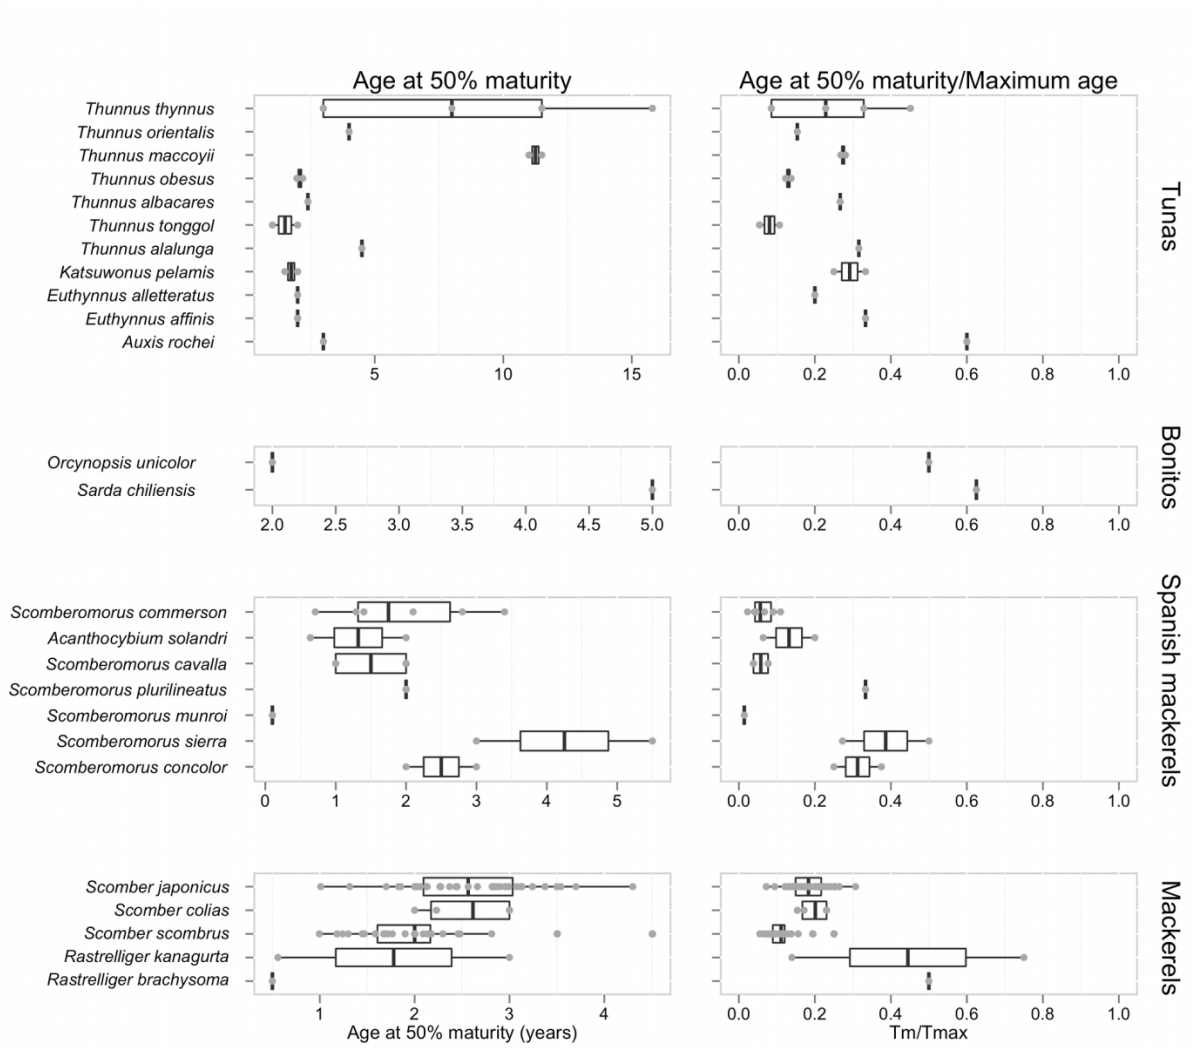 Age at 50% maturity Age at 50% maturity/Maximum age
Thunnus thynnus
Thunnus orientalis
Thunnus maccoyii
Thunnus obesus
Thunnus albacares
Thunnus tonggol
Thunnus alalunga
Katsuwonus pelamis
Euthynnus alletteratus
Euthynnus affinis
Auxis rochei
Tunas
5 10 15 0.0 0.2 0.4 0.6 0.8 1.0
Orcynopsis unicolor
Sarda chiliensis
Bonitos
2.0 2.5 3.0 3.5 4.0 4.5 5.0 0.0 0.2 0.4 0.6 0.8 1.0
Scomberomorus commerson
Acanthocybium solandri
Scomberomorus cavalla
Scomberomorus plurilineatus
Scomberomorus munroi
Scomberomorus sierra
Scomberomorus concolor
Spanish mackerels
0 1 2 3 4 5 0.0 0.2 0.4 0.6 0.8 1.0
Scomber japonicus
Scomber colias
Scomber scombrus
Rastrelliger kanagurta
Rastrelliger brachysoma
Mackerels
1 2 3 4 0.0 0.2 0.4 0.6 0.8 1.0
Age at 50% maturity (years) Tm/Tmax